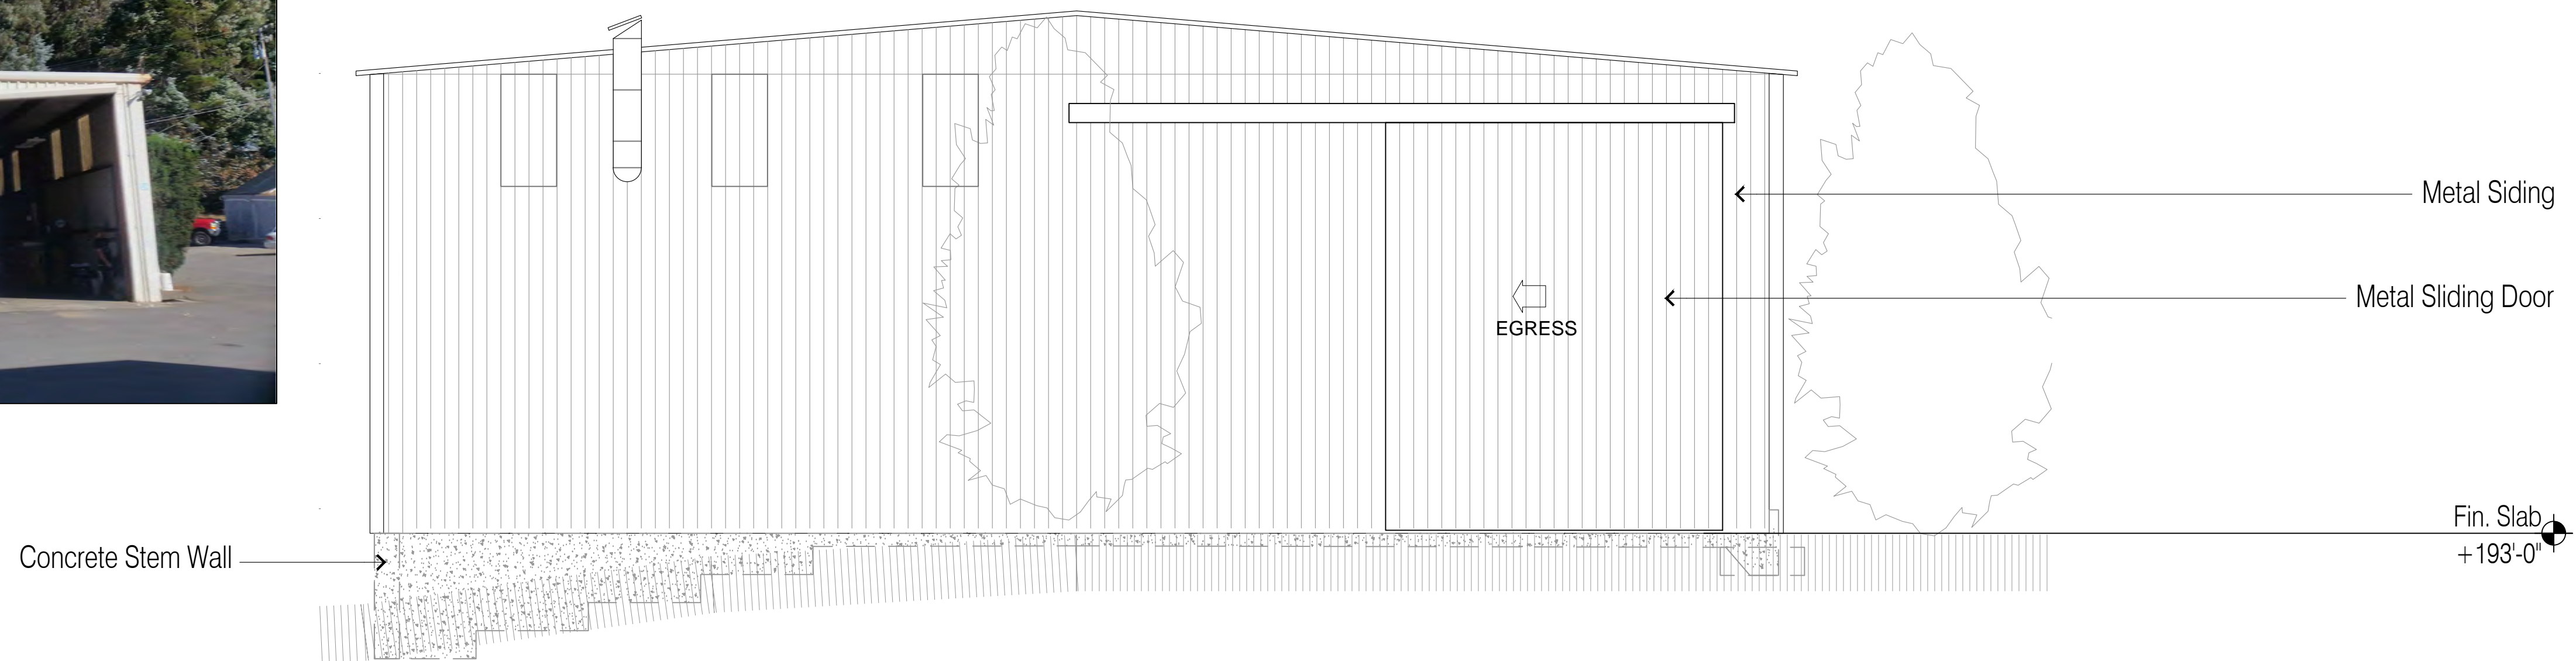 Metal Siding
Metal Sliding Door
EGRESS
Fin. Slab
+193'-0"
Concrete Stem Wall